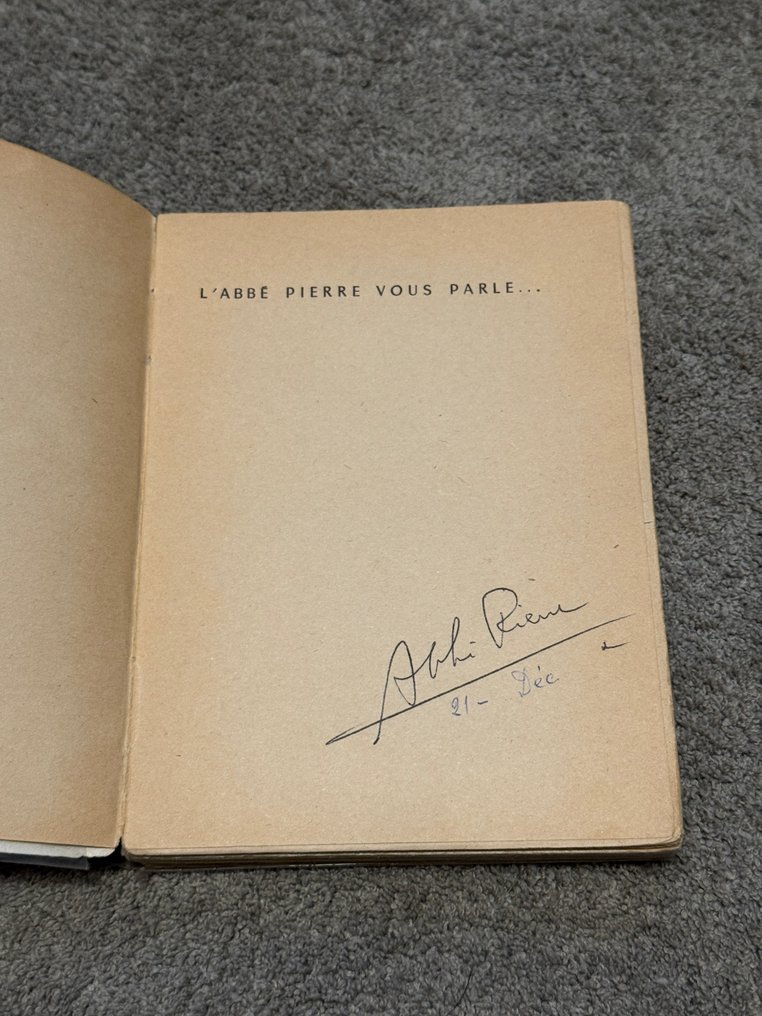 L'ABBÉ PIERRE VOUS PARLE...
Abbé Pierre
21 - Déc